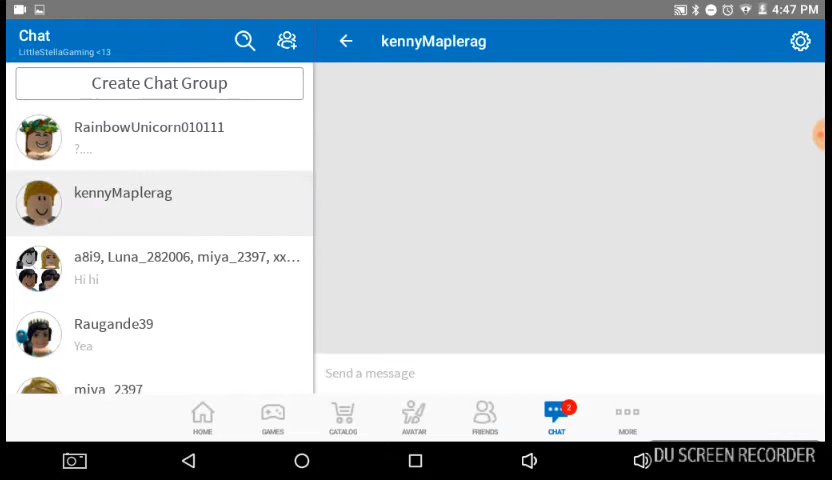 4:47 PM
Chat
LittleStellaGaming <13
kennyMaplerag
Create Chat Group
RainbowUnicorn010111
?....
kennyMaplerag
a8i9, Luna_282006, miya_2397, xx...
Hi hi
Raugande39
Yea
miya_2397
Send a message
HOME
GAMES
CATALOG
AVATAR
FRIENDS
2
CHAT
MORE
DU SCREEN RECORDER